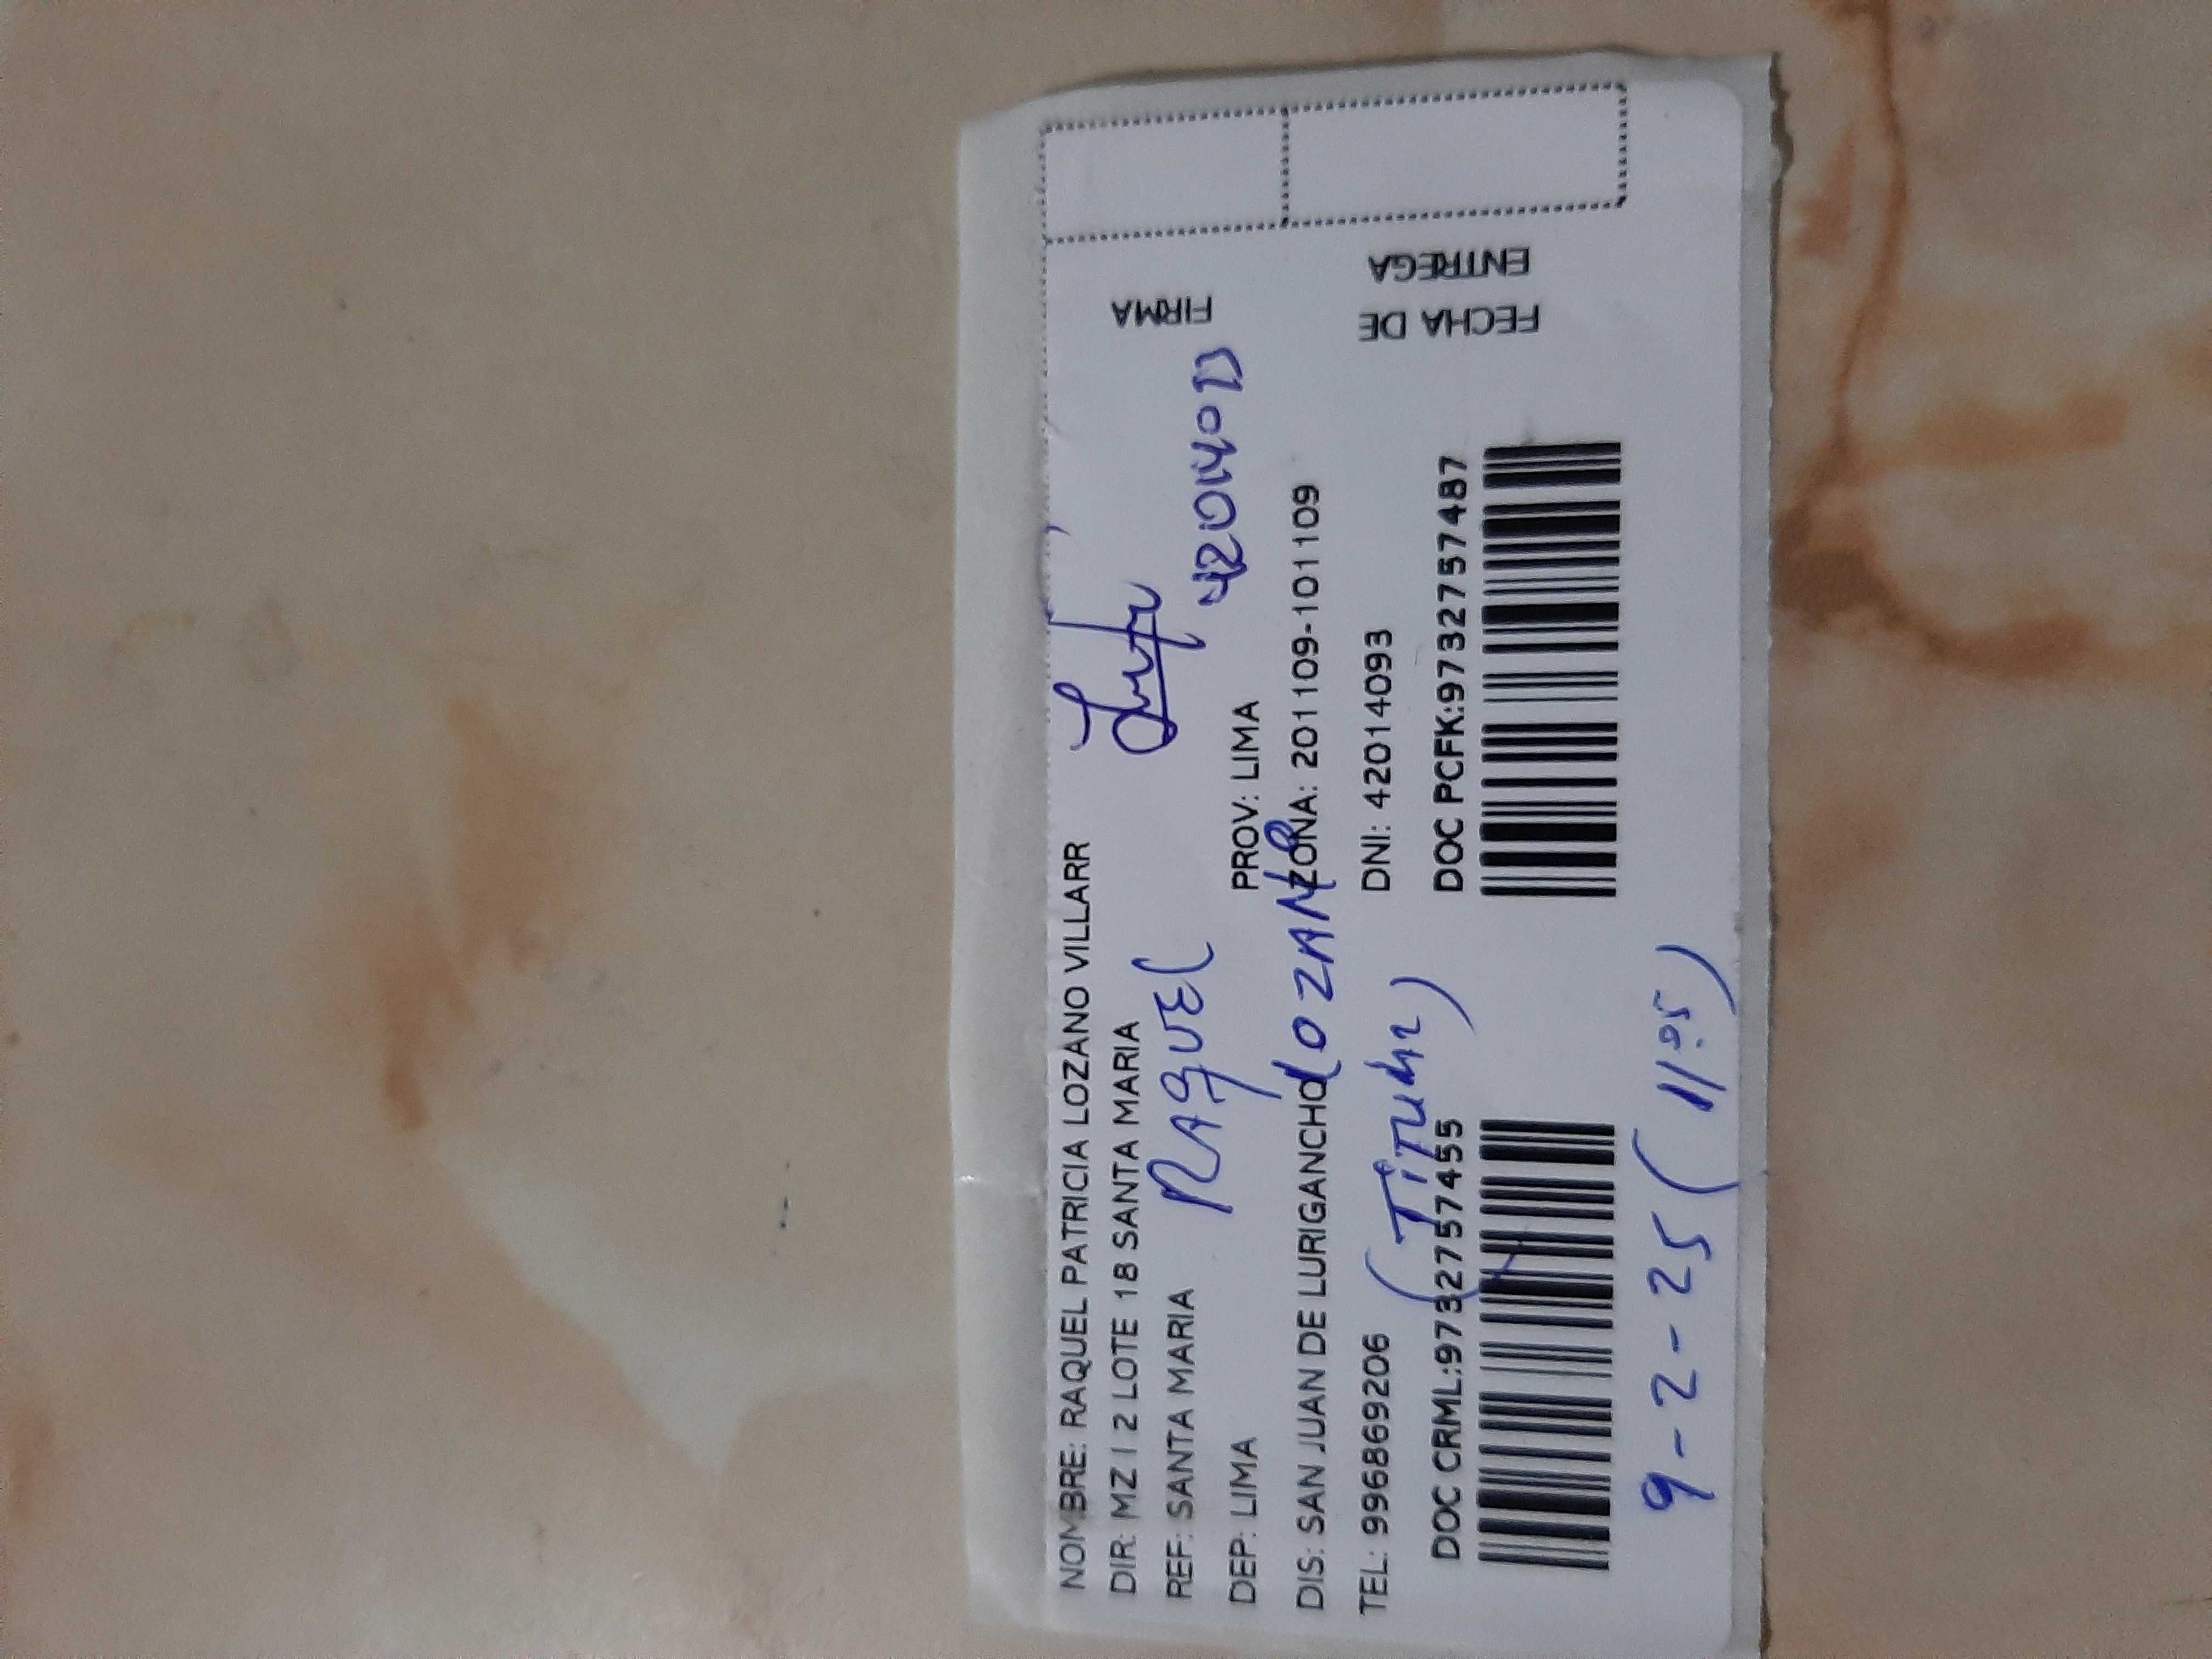 NOMBRE: RAQUEL PATRICIA LOZANO VILLARR
DIR: MZ I 2 LOTE 18 SANTA MARIA
REF: SANTA MARIA
RAQUEL
DEP: LIMA
PROV: LIMA
DIS: SAN JUAN DE LURIGANCHO
LOZANO
ZONA: 201109-101109
TEL: 996869206
(Titular)
DNI: 42014093
DOC CRML:9732757455
DOC PCFK:9732757487
9-2-25 (11:05)
FIRMA
FECHA DE
ENTREGA